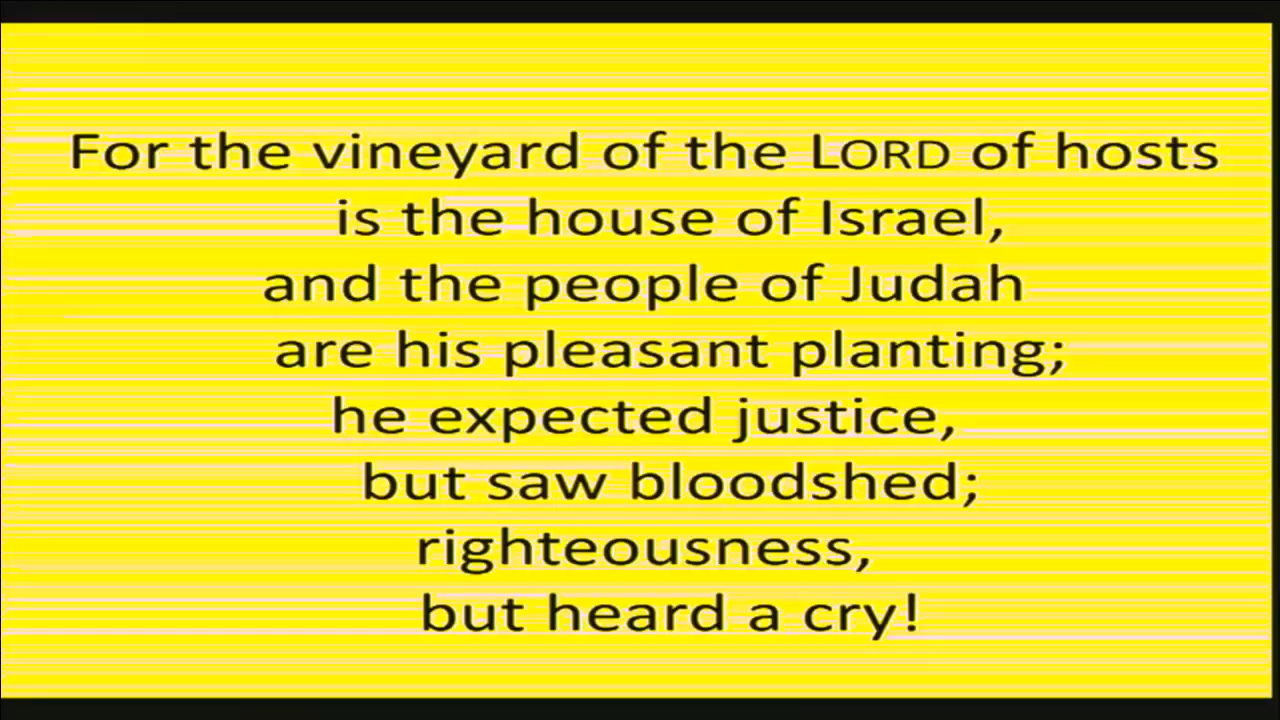 For the vineyard of the LORD of hosts
is the house of Israel,
and the people of Judah
are his pleasant planting;
he expected justice,
but saw bloodshed;
righteousness,
but heard a cry!